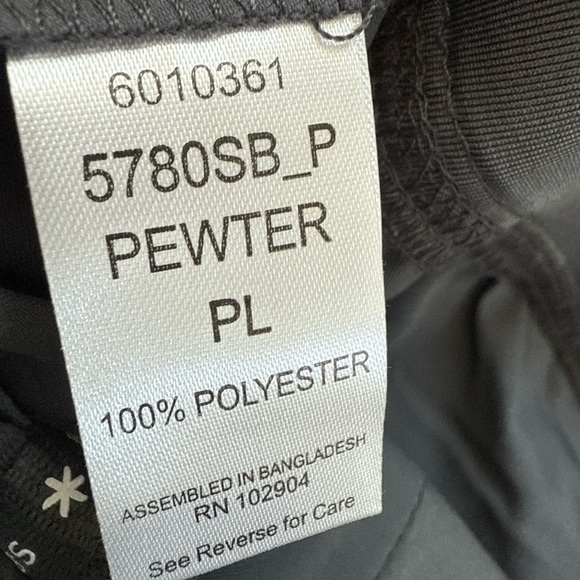 6010361
5780SB_P
PEWTER
PL
100% POLYESTER
ASSEMBLED IN BANGLADESH
RN 102904
See Reverse for Care